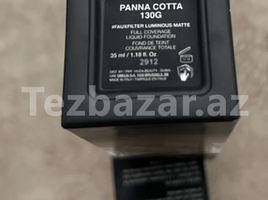 PANNA COTTA
130G
#FAUXFILTER LUMINOUS MATTE
FULL COVERAGE
LIQUID FOUNDATION
FOND DE TEINT
COUVRANCE TOTALE
35 ml / 1.18 fl. Oz
2912
Tezbazar.az